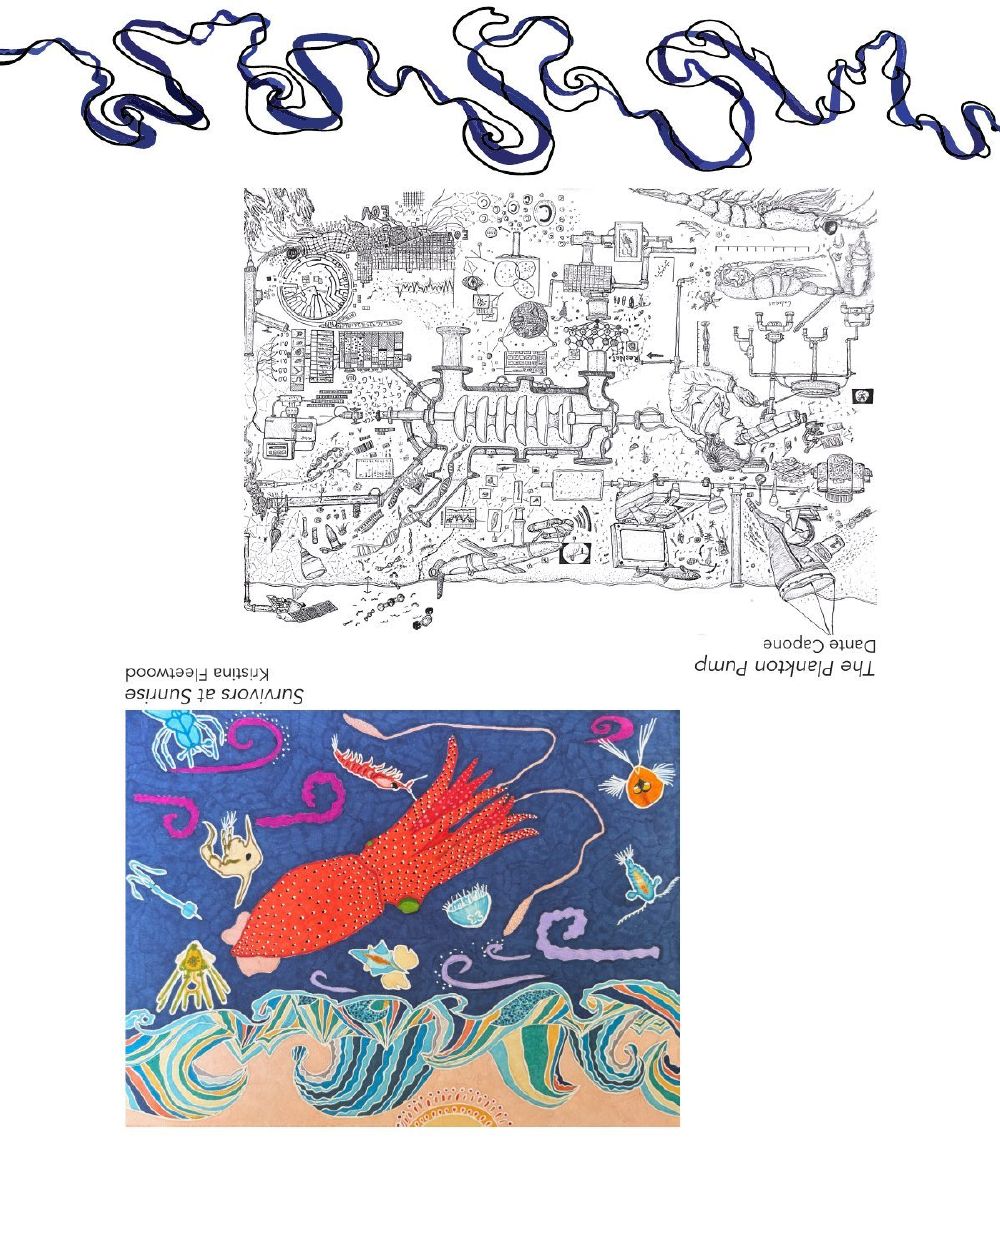 Survivors at Sunrise
Kristina Fleetwood
The Plankton Pump
Dante Capone